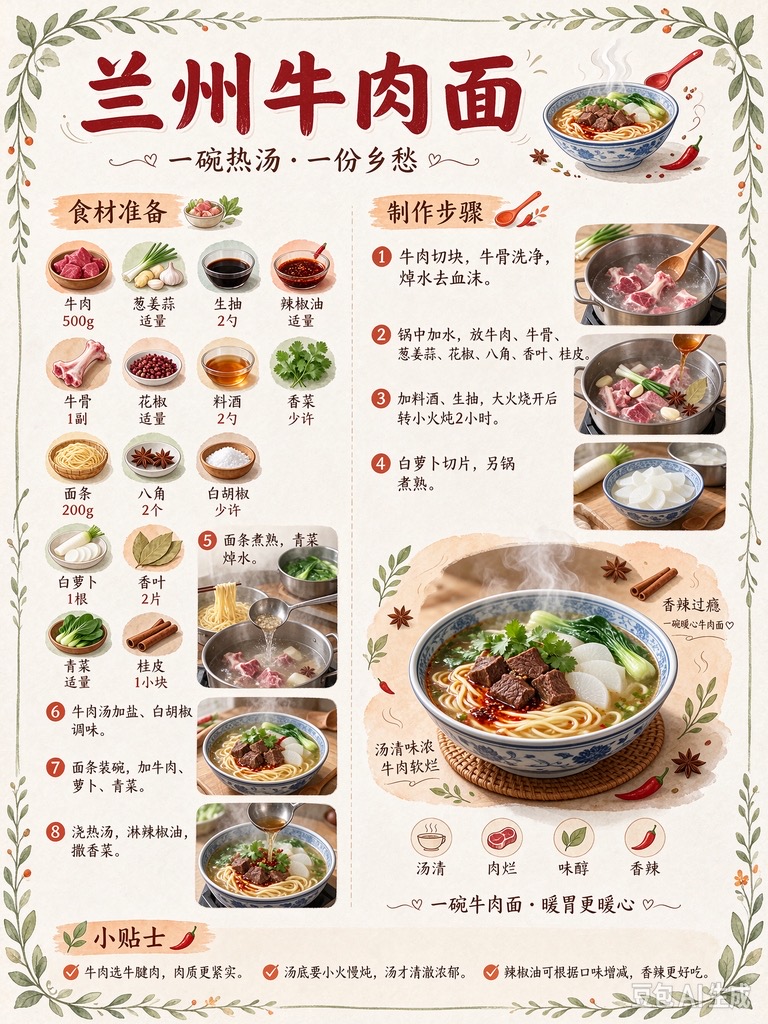 兰州牛肉面
一碗热汤·一份乡愁
食材准备
牛肉
500g
葱姜蒜
适量
生抽
2勺
辣椒油
适量
牛骨
1副
花椒
适量
料酒
2勺
香菜
少许
面条
200g
八角
2个
白胡椒
少许
白萝卜
1根
香叶
2片
青菜
适量
桂皮
1小块
制作步骤
1 牛肉切块，牛骨洗净，
焯水去血沫。
2 锅中加水，放牛肉、牛骨、
葱姜蒜、花椒、八角、香叶、桂皮。
3 加料酒、生抽，大火烧开后
转小火炖2小时。
4 白萝卜切片，另锅
煮熟。
5 面条煮熟，青菜
焯水。
6 牛肉汤加盐、白胡椒
调味。
7 面条装碗，加牛肉、
萝卜、青菜。
8 浇热汤，淋辣椒油，
撒香菜。
香辣过瘾
一碗暖心牛肉面♡
汤清味浓
牛肉软烂
汤清
肉烂
味醇
香辣
一碗牛肉面·暖胃更暖心
小贴士
牛肉选牛腱肉，肉质更紧实。
汤底要小火慢炖，汤才清澈浓郁。
辣椒油可根据口味增减，香辣更好吃。
豆包AI生成